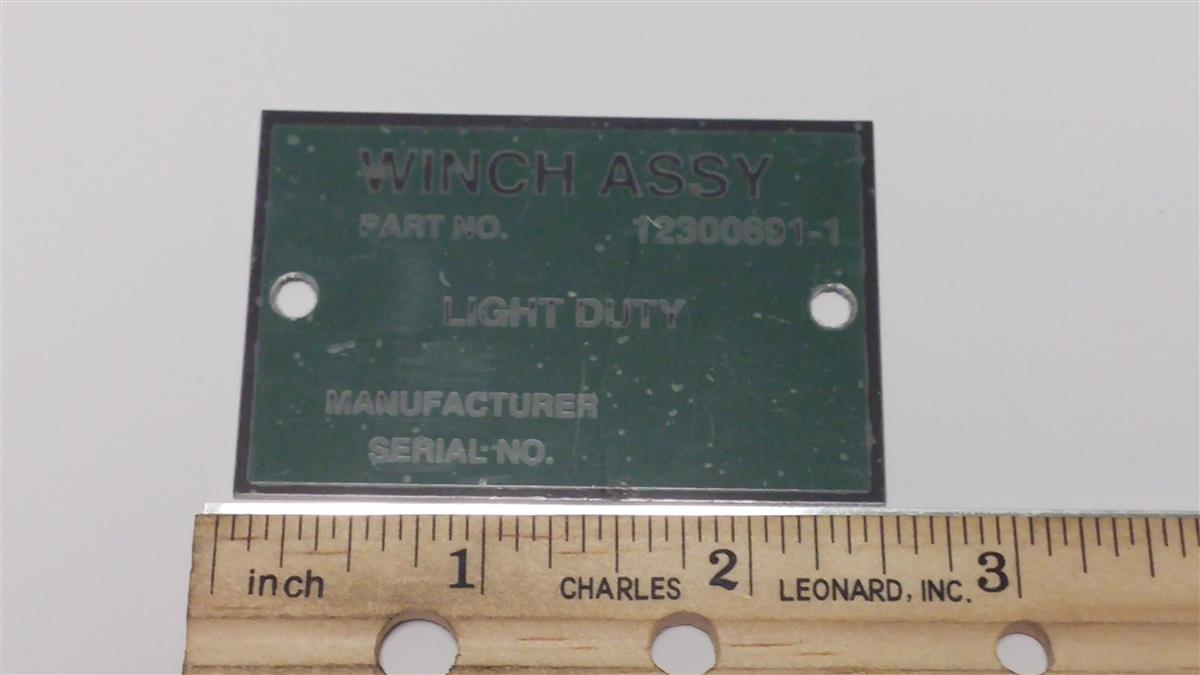 WINCH ASSY
PART NO. 12300691-1
LIGHT DUTY
MANUFACTURER
SERIAL NO.
1 2 3
inch CHARLES LEONARD, INC.